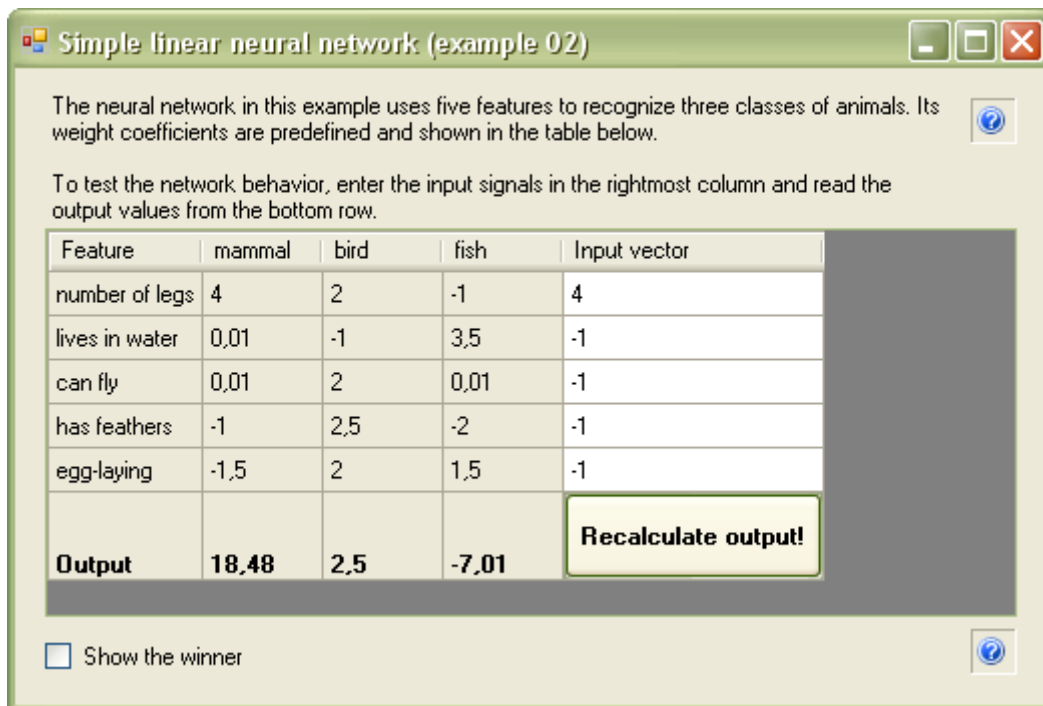 Simple linear neural network (example 02)
The neural network in this example uses five features to recognize three classes of animals. Its
weight coefficients are predefined and shown in the table below.
To test the network behavior, enter the input signals in the rightmost column and read the
output values from the bottom row.
Feature mammal bird fish Input vector
number of legs 4 2 -1 4
lives in water 0,01 -1 3,5 -1
can fly 0,01 2 0,01 -1
has feathers -1 2,5 -2 -1
egg-laying -1,5 2 1,5 -1
Recalculate output!
Output 18,48 2,5 -7,01
Show the winner